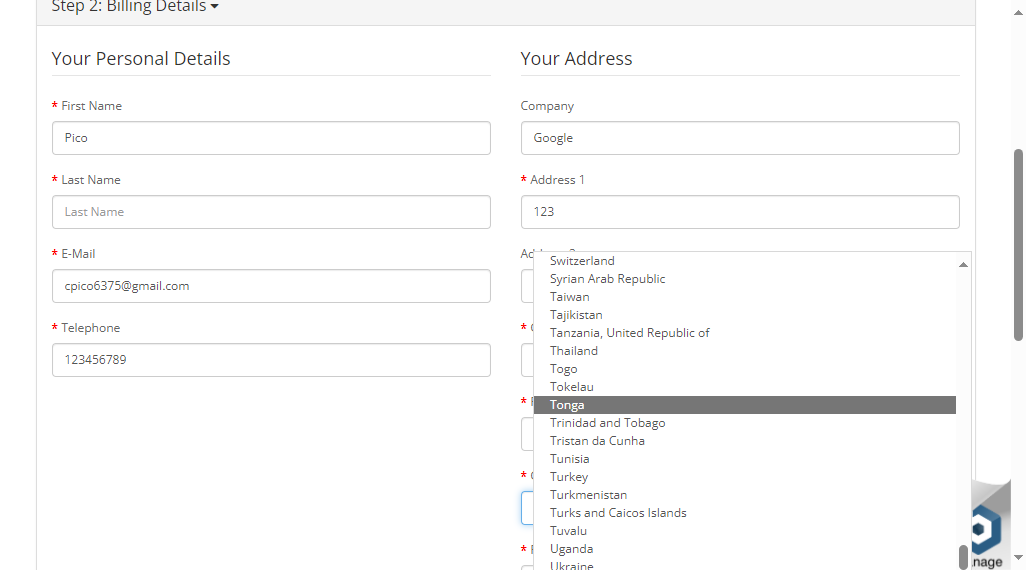 Step 2: Billing Details
Your Personal Details
* First Name
Pico
* Last Name
Last Name
* E-Mail
cpico6375@gmail.com
* Telephone
123456789
Your Address
Company
Google
* Address 1
123
Switzerland
Syrian Arab Republic
Taiwan
Tajikistan
Tanzania, United Republic of
Thailand
Togo
Tokelau
Tonga
Trinidad and Tobago
Tristan da Cunha
Tunisia
Turkey
Turkmenistan
Turks and Caicos Islands
Tuvalu
Uganda
Ukraine